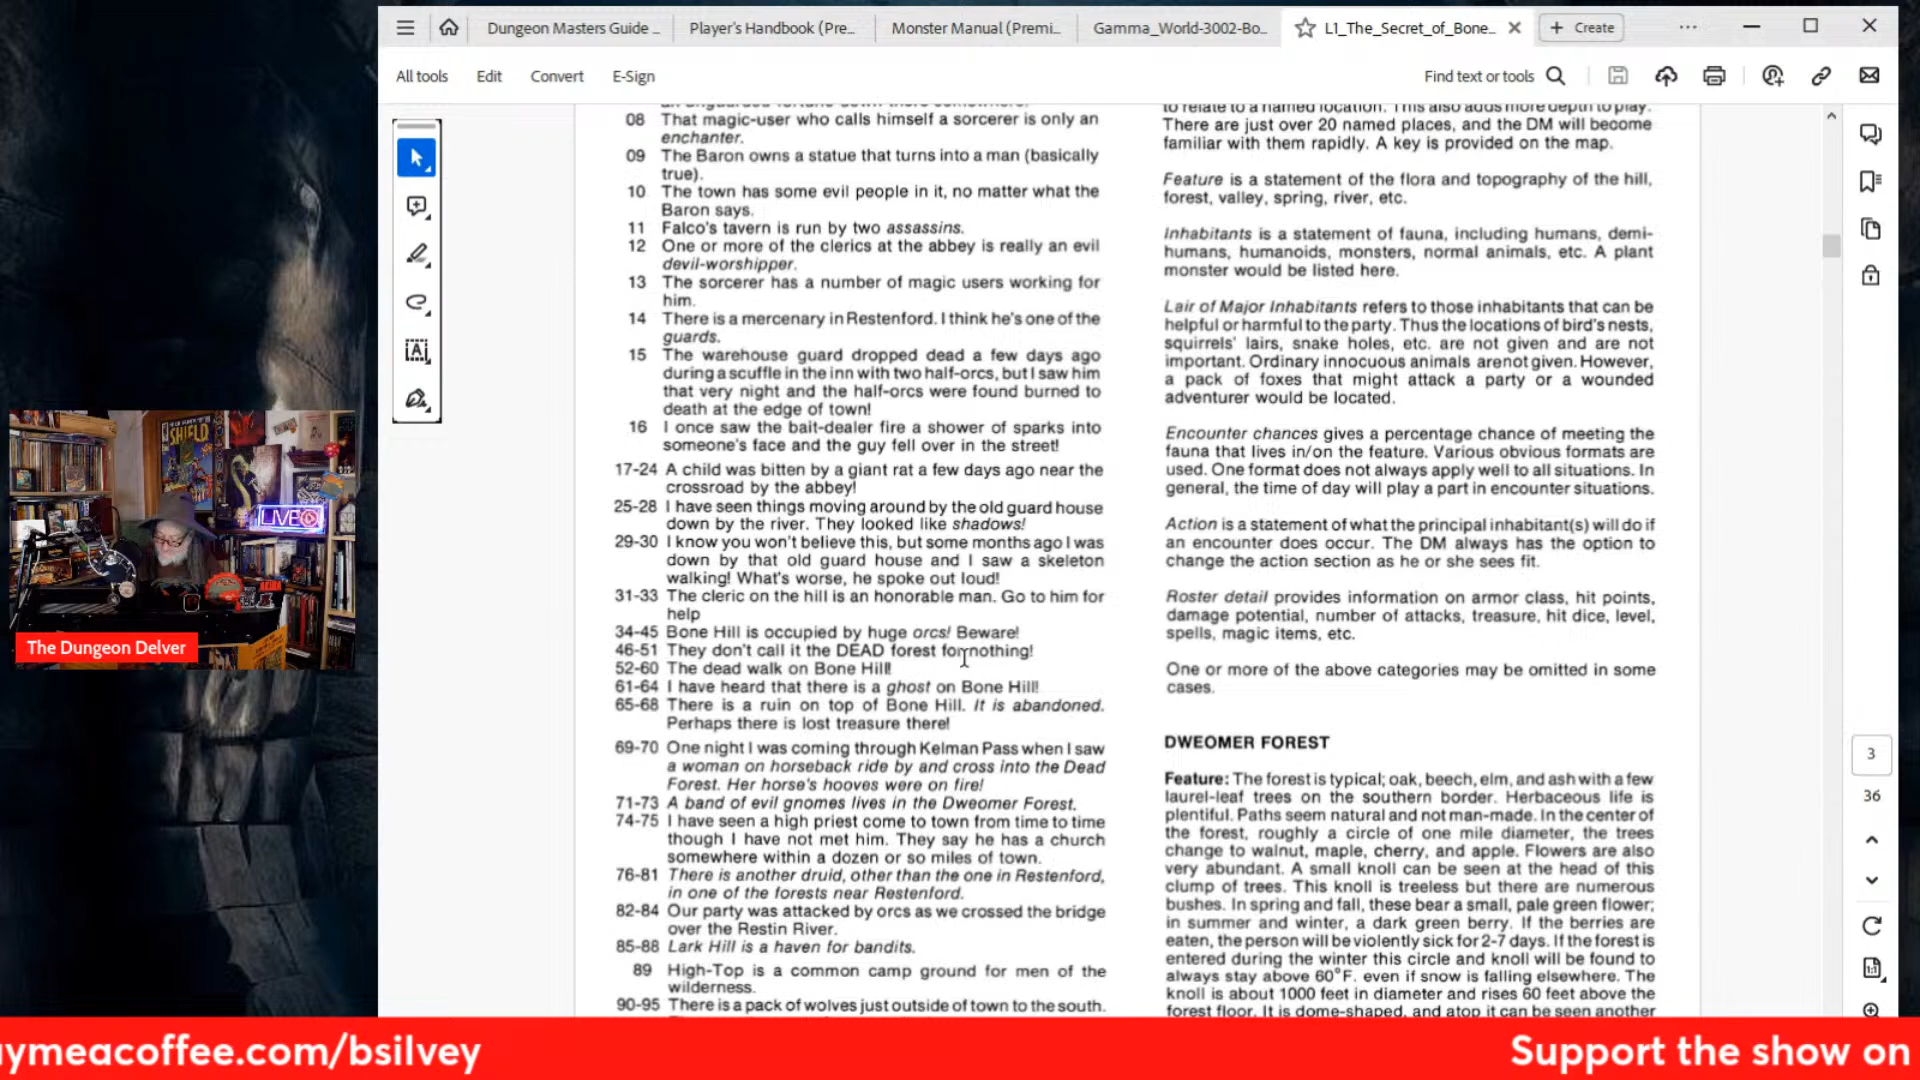 Dungeon Masters Guide ...
Player's Handbook (Pre...
Monster Manual (Premi...
Gamma_World-3002-Bo...
L1_The_Secret_of_Bone...
Create
All tools
Edit
Convert
E-Sign
Find text or tools
08 That magic-user who calls himself a sorcerer is only an
enchanter.
09 The Baron owns a statue that turns into a man (basically
true).
10 The town has some evil people in it, no matter what the
Baron says.
11 Falco's tavern is run by two assassins.
12 One or more of the clerics at the abbey is really an evil
devil-worshipper.
13 The sorcerer has a number of magic users working for
him.
14 There is a mercenary in Restenford. I think he's one of the
guards.
15 The warehouse guard dropped dead a few days ago
during a scuffle in the inn with two half-orcs, but I saw him
that very night and the half-orcs were found burned to
death at the edge of town!
16 I once saw the bait-dealer fire a shower of sparks into
someone's face and the guy fell over in the street!
17-24 A child was bitten by a giant rat a few days ago near the
crossroad by the abbey!
25-28 I have seen things moving around by the old guard house
down by the river. They looked like shadows!
29-30 I know you won't believe this, but some months ago I was
down by that old guard house and I saw a skeleton
walking! What's worse, he spoke out loud!
31-33 The cleric on the hill is an honorable man. Go to him for
help
34-45 Bone Hill is occupied by huge orcs! Beware!
46-51 They don't call it the DEAD forest for nothing!
52-60 The dead walk on Bone Hill!
61-64 I have heard that there is a ghost on Bone Hill!
65-68 There is a ruin on top of Bone Hill. It is abandoned.
Perhaps there is lost treasure there!
69-70 One night I was coming through Kelman Pass when I saw
a woman on horseback ride by and cross into the Dead
Forest. Her horse's hooves were on fire!
71-73 A band of evil gnomes lives in the Dweomer Forest.
74-75 I have seen a high priest come to town from time to time
though I have not met him. They say he has a church
somewhere within a dozen or so miles of town.
76-81 There is another druid, other than the one in Restenford,
in one of the forests near Restenford.
82-84 Our party was attacked by orcs as we crossed the bridge
over the Restin River.
85-88 Lark Hill is a haven for bandits.
89 High-Top is a common camp ground for men of the
wilderness.
90-95 There is a pack of wolves just outside of town to the south.
to relate to a named location. This also adds more depth to play.
There are just over 20 named places, and the DM will become
familiar with them rapidly. A key is provided on the map.
Feature is a statement of the flora and topography of the hill,
forest, valley, spring, river, etc.
Inhabitants is a statement of fauna, including humans, demi-
humans, humanoids, monsters, normal animals, etc. A plant
monster would be listed here.
Lair of Major Inhabitants refers to those inhabitants that can be
helpful or harmful to the party. Thus the locations of bird's nests,
squirrels' lairs, snake holes, etc. are not given and are not
important. Ordinary innocuous animals are not given. However,
a pack of foxes that might attack a party or a wounded
adventurer would be located.
Encounter chances gives a percentage chance of meeting the
fauna that lives in/on the feature. Various obvious formats are
used. One format does not always apply well to all situations. In
general, the time of day will play a part in encounter situations.
Action is a statement of what the principal inhabitant(s) will do if
an encounter does occur. The DM always has the option to
change the action section as he or she sees fit.
Roster detail provides information on armor class, hit points,
damage potential, number of attacks, treasure, hit dice, level,
spells, magic items, etc.
One or more of the above categories may be omitted in some
cases.
DWEOMER FOREST
Feature: The forest is typical; oak, beech, elm, and ash with a few
laurel-leaf trees on the southern border. Herbaceous life is
plentiful. Paths seem natural and not man-made. In the center of
the forest, roughly a circle of one mile diameter, the trees
change to walnut, maple, cherry, and apple. Flowers are also
very abundant. A small knoll can be seen at the head of this
clump of trees. This knoll is treeless but there are numerous
bushes. In spring and fall, these bear a small, pale green flower;
in summer and winter, a dark green berry. If the berries are
eaten, the person will be violently sick for 2-7 days. If the forest is
entered during the winter this circle and knoll will be found to
always stay above 60°F. even if snow is falling elsewhere. The
knoll is about 1000 feet in diameter and rises 60 feet above the
forest floor. It is dome-shaped, and atop it can be seen another
3
36
SHIELD
LIVE
The Dungeon Delver
aymeacoffee.com/bsilvey
Support the show on